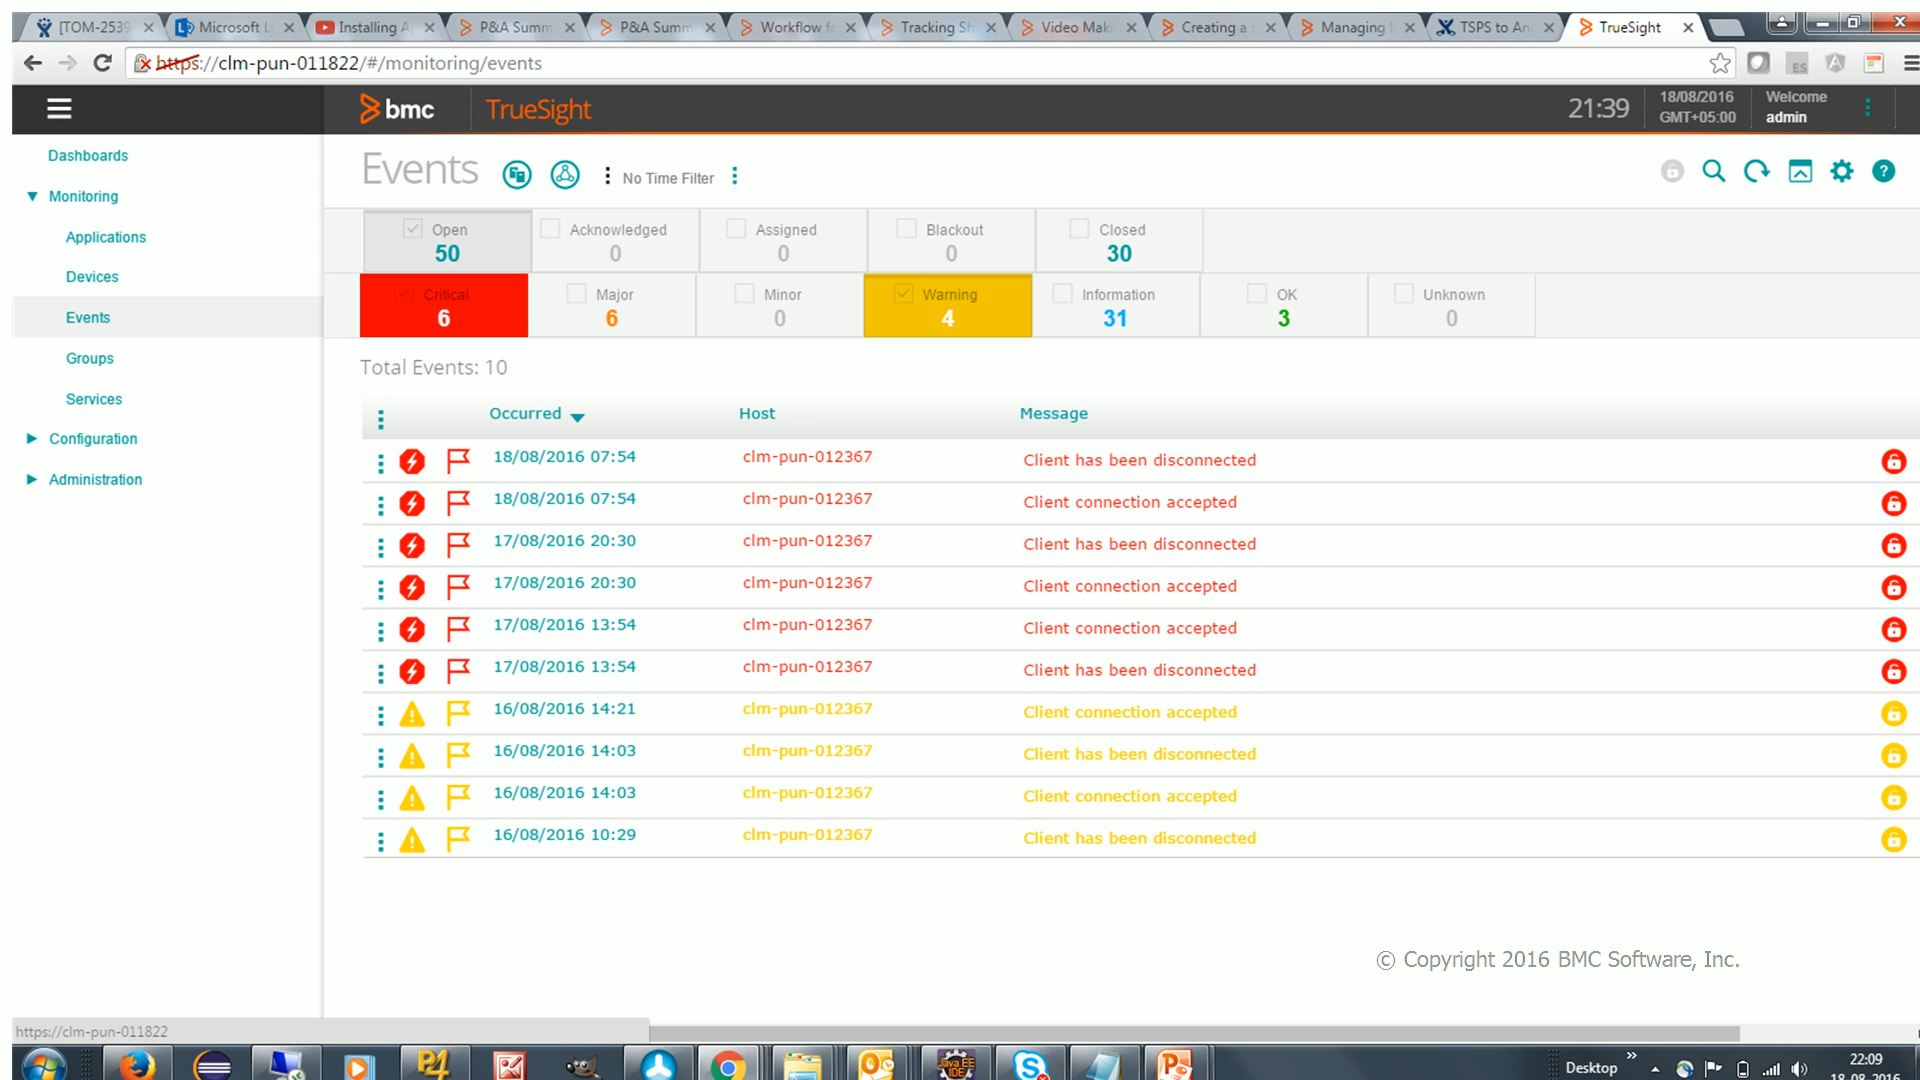 [TOM-2539
Microsoft Ly
Installing A
P&A Summ
P&A Summ
Workflow fo
Tracking Sh
Video Maki
Creating a s
Managing
TSPS to An
TrueSight
https://clm-pun-011822/#/monitoring/events
ES
bmc
TrueSight
21:39
18/08/2016
GMT+05:00
Welcome
admin
Dashboards
Monitoring
Applications
Devices
Events
Groups
Services
Configuration
Administration
Events
No Time Filter
?
Open
50
Acknowledged
0
Assigned
0
Blackout
0
Closed
30
Critical
6
Major
6
Minor
0
Warning
4
Information
31
OK
3
Unknown
0
Total Events: 10
Occurred Host Message
18/08/2016 07:54 clm-pun-012367 Client has been disconnected
18/08/2016 07:54 clm-pun-012367 Client connection accepted
17/08/2016 20:30 clm-pun-012367 Client has been disconnected
17/08/2016 20:30 clm-pun-012367 Client connection accepted
17/08/2016 13:54 clm-pun-012367 Client connection accepted
17/08/2016 13:54 clm-pun-012367 Client has been disconnected
16/08/2016 14:21 clm-pun-012367 Client connection accepted
16/08/2016 14:03 clm-pun-012367 Client has been disconnected
16/08/2016 14:03 clm-pun-012367 Client connection accepted
16/08/2016 10:29 clm-pun-012367 Client has been disconnected
© Copyright 2016 BMC Software, Inc.
https://clm-pun-011822
P4
Java EE
IDE
Desktop
22:09
18-08-2016